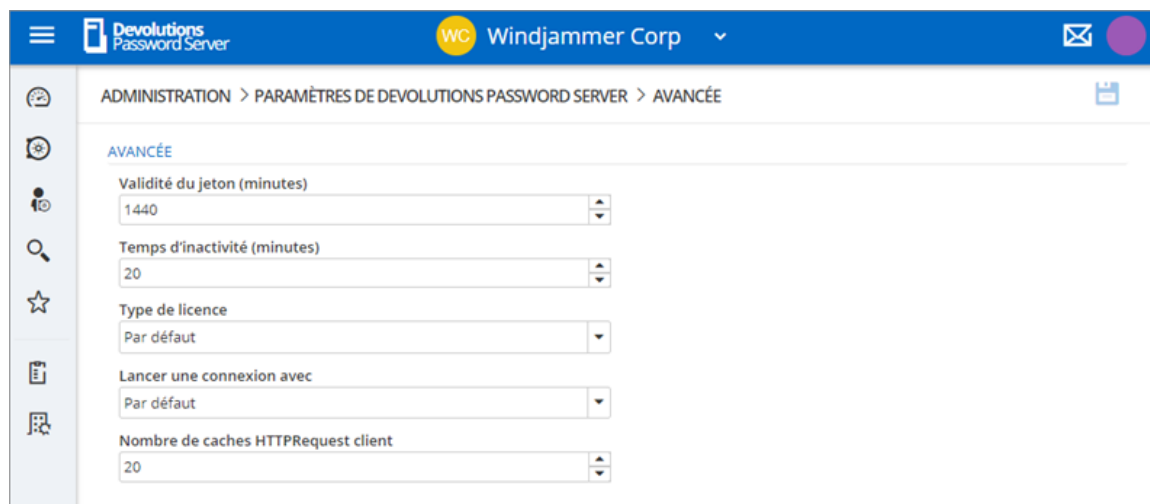 Devolutions
Password Server
WC Windjammer Corp
ADMINISTRATION > PARAMÈTRES DE DEVOLUTIONS PASSWORD SERVER > AVANCÉE
AVANCÉE
Validité du jeton (minutes)
1440
Temps d'inactivité (minutes)
20
Type de licence
Par défaut
Lancer une connexion avec
Par défaut
Nombre de caches HTTPRequest client
20